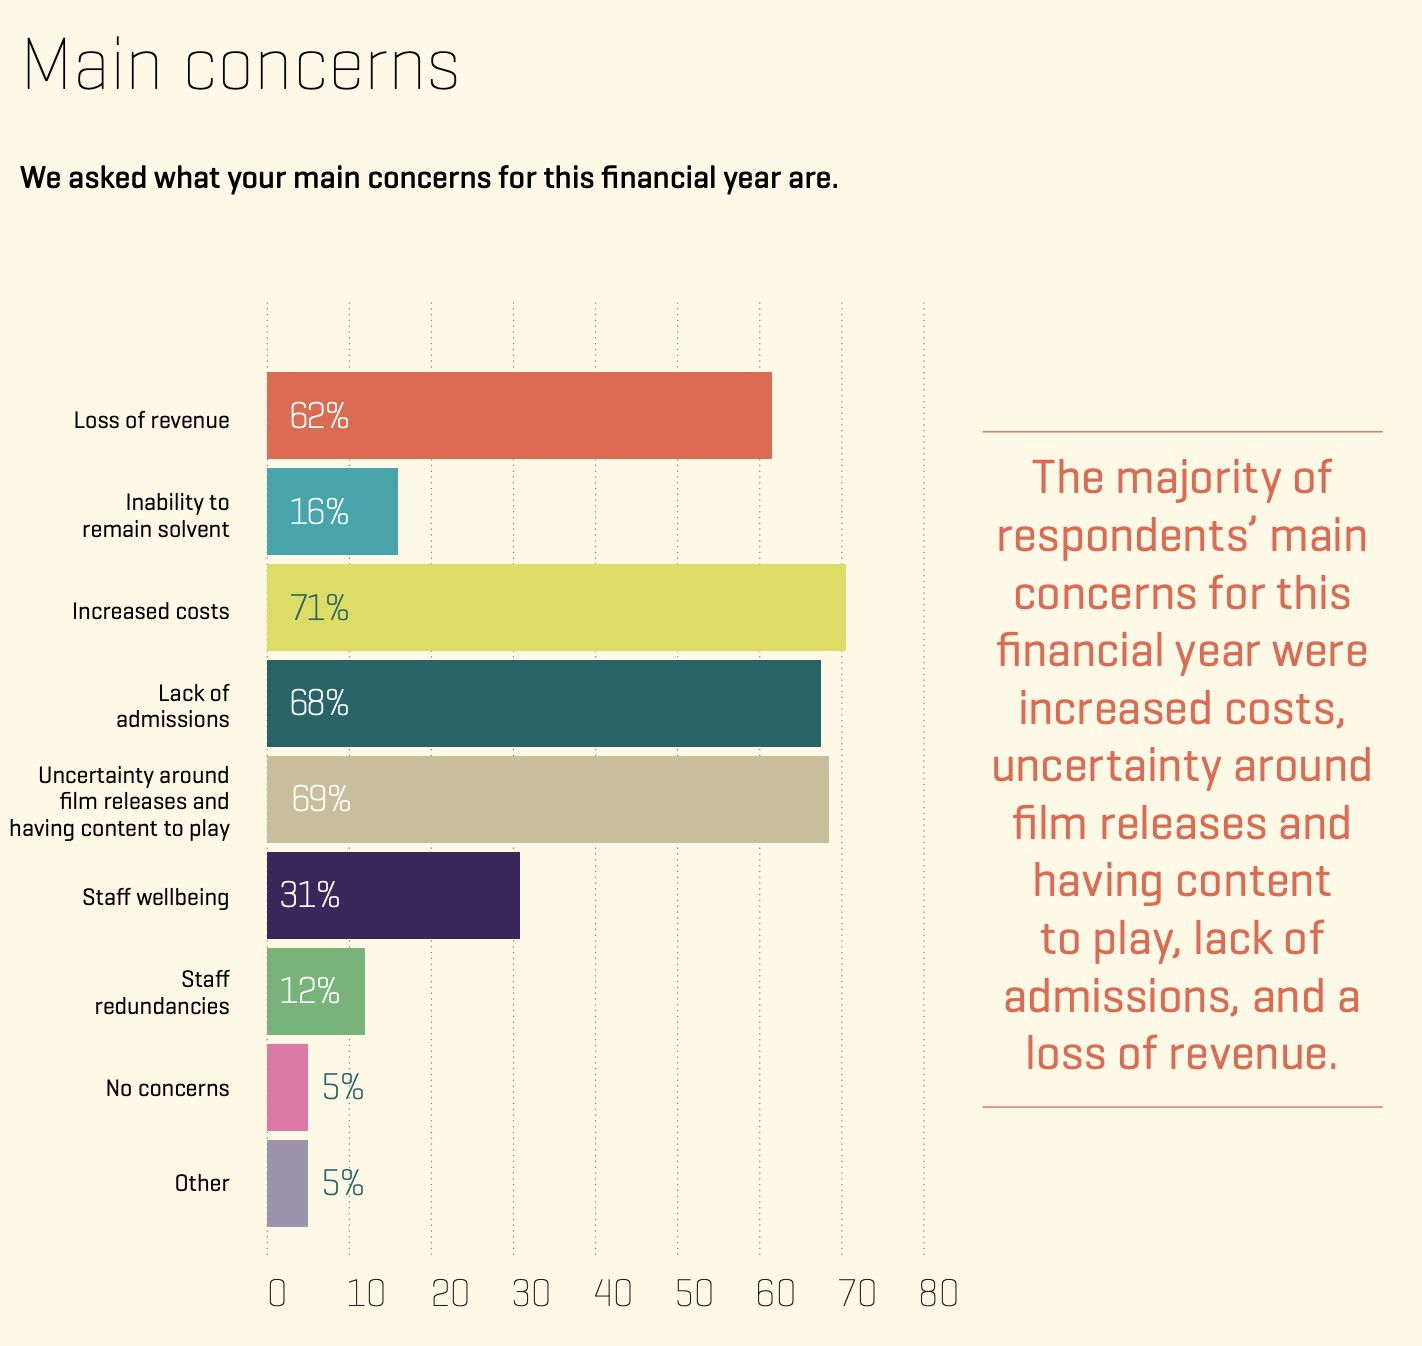 Main concerns
We asked what your main concerns for this financial year are.
Loss of revenue
62%
Inability to
remain solvent
16%
Increased costs
71%
Lack of
admissions
68%
Uncertainty around
film releases and
having content to play
69%
Staff wellbeing
31%
Staff
redundancies
12%
No concerns
5%
Other
5%
0 10 20 30 40 50 60 70 80
The majority of
respondents’ main
concerns for this
financial year were
increased costs,
uncertainty around
film releases and
having content
to play, lack of
admissions, and a
loss of revenue.